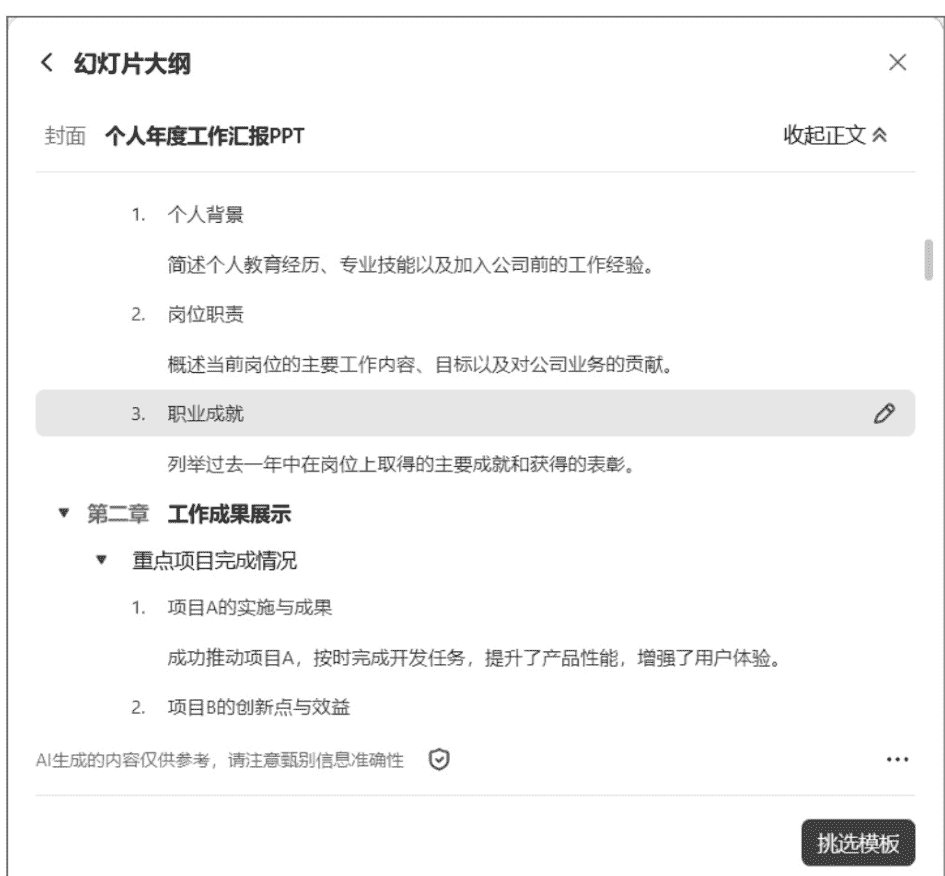 幻灯片大纲
封面 个人年度工作汇报PPT 收起正文
1. 个人背景
简述个人教育经历、专业技能以及加入公司前的工作经验。
2. 岗位职责
概述当前岗位的主要工作内容、目标以及对公司业务的贡献。
3. 职业成就
列举过去一年中在岗位上取得的主要成就和获得的表彰。
第二章 工作成果展示
重点项目完成情况
1. 项目A的实施与成果
成功推动项目A，按时完成开发任务，提升了产品性能，增强了用户体验。
2. 项目B的创新点与效益
AI生成的内容仅供参考，请注意甄别信息准确性
挑选模板